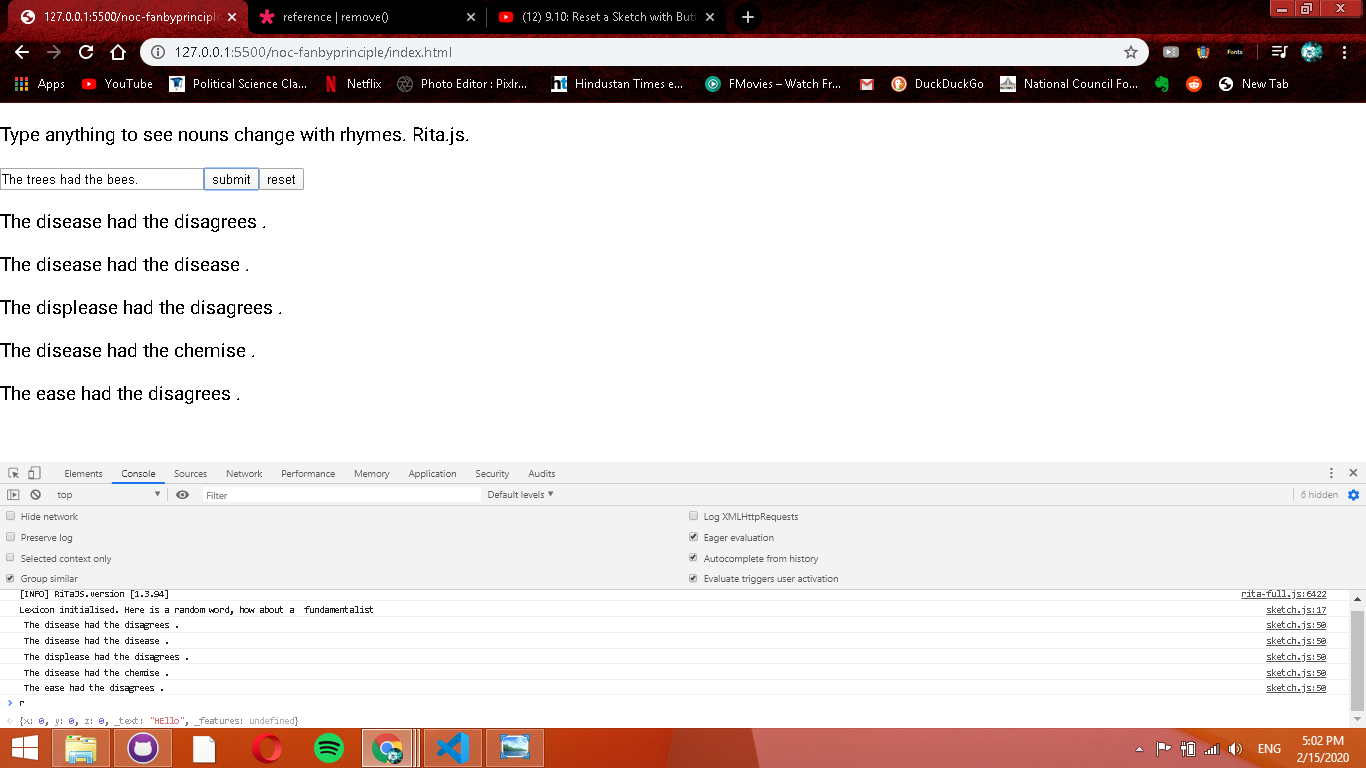 127.0.0.1:5500/noc-fanbyprinciple
reference | remove()
(12) 9.10: Reset a Sketch with But
127.0.0.1:5500/noc-fanbyprinciple/index.html
Fonts
Apps YouTube Political Science Cla... Netflix Photo Editor : Pixlr... Hindustan Times e... FMovies – Watch Fr... DuckDuckGo National Council Fo... New Tab
Type anything to see nouns change with rhymes. Rita.js.
The trees had the bees. submit reset
The disease had the disagrees .
The disease had the disease .
The displease had the disagrees .
The disease had the chemise .
The ease had the disagrees .
Elements Console Sources Network Performance Memory Application Security Audits
top Filter Default levels ▼ 6 hidden
Hide network Log XMLHttpRequests
Preserve log Eager evaluation
Selected context only Autocomplete from history
Group similar Evaluate triggers user activation
[INFO] RiTaJS.version [1.3.94] rita-full.js:6422
Lexicon initialised. Here is a random word, how about a fundamentalist sketch.js:17
The disease had the disagrees . sketch.js:50
The disease had the disease . sketch.js:50
The displease had the disagrees . sketch.js:50
The disease had the chemise . sketch.js:50
The ease had the disagrees . sketch.js:50
> r
{x: 0, y: 0, z: 0, _text: "HEllo", _features: undefined}
ENG 5:02 PM
2/15/2020